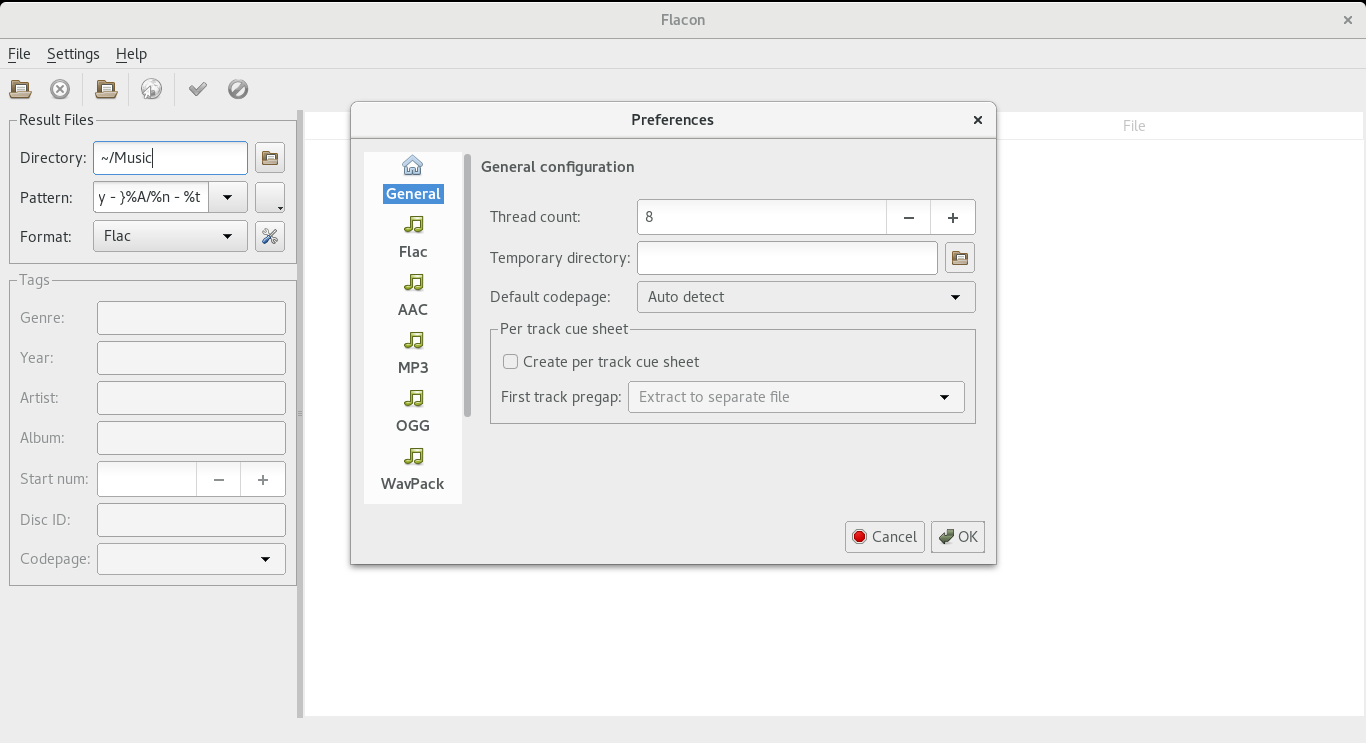 Flacon
File Settings Help
Result Files
Directory: ~/Music
Pattern: y - }%A/%n - %t
Format: Flac
Tags
Genre:
Year:
Artist:
Album:
Start num:
Disc ID:
Codepage:
File
Preferences
General
Flac
AAC
MP3
OGG
WavPack
General configuration
Thread count: 8
Temporary directory:
Default codepage: Auto detect
Per track cue sheet
Create per track cue sheet
First track pregap: Extract to separate file
Cancel OK